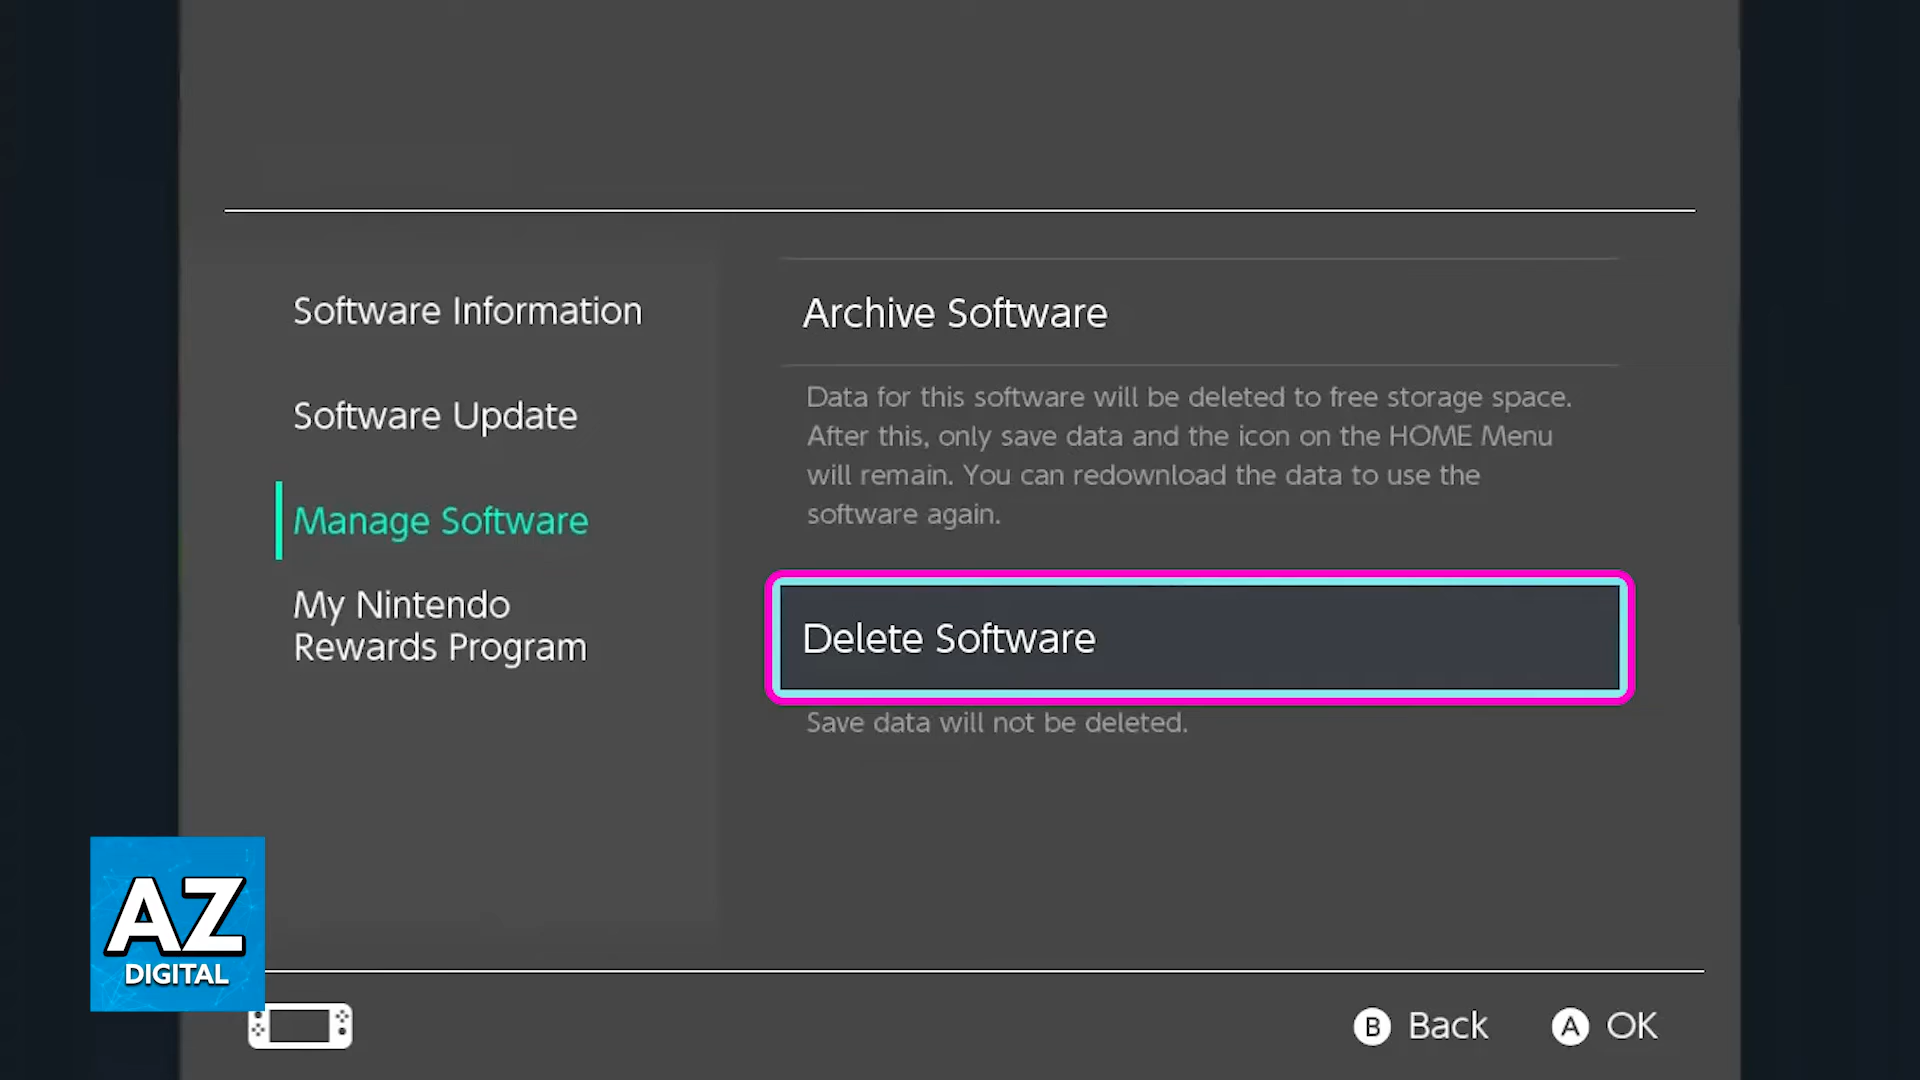 Software Information
Software Update
Manage Software
My Nintendo
Rewards Program
Archive Software
Data for this software will be deleted to free storage space.
After this, only save data and the icon on the HOME Menu
will remain. You can redownload the data to use the
software again.
Delete Software
Save data will not be deleted.
AZ
DIGITAL
B Back
A OK